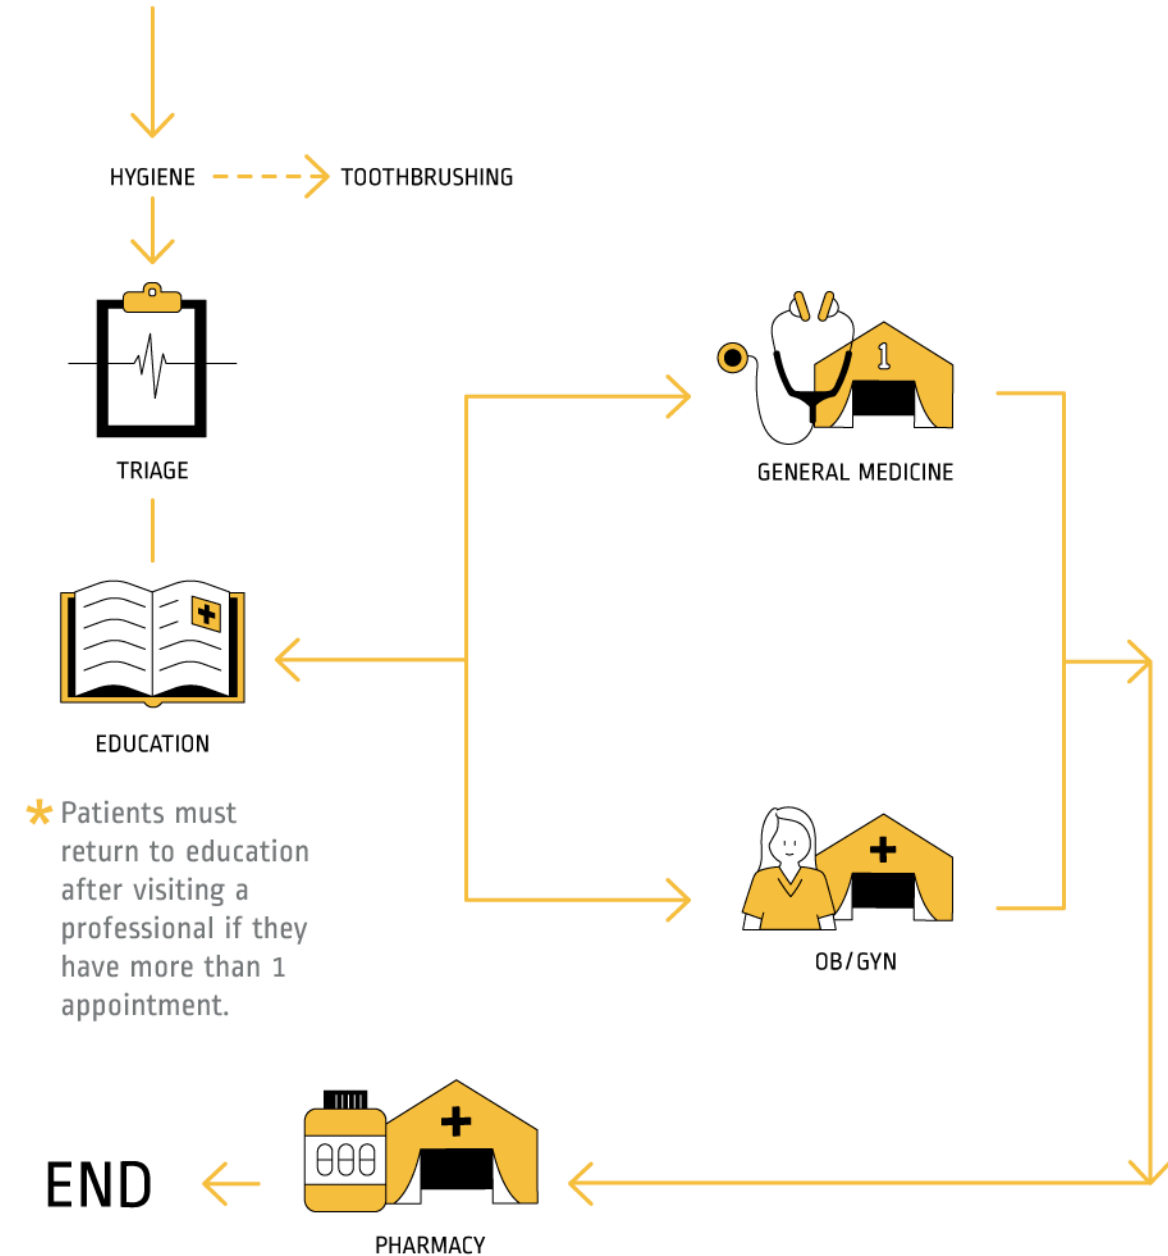 HYGIENE
TOOTHBRUSHING
TRIAGE
1
GENERAL MEDICINE
EDUCATION
* Patients must
return to education
after visiting a
professional if they
have more than 1
appointment.
OB/GYN
END
PHARMACY